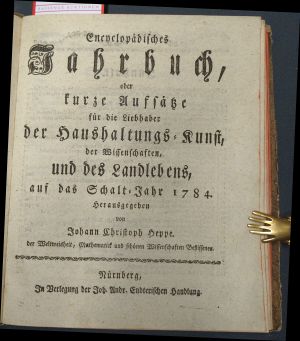 Encyclopädisches
Jahrbuch,
oder
kurze Aufsätze
für die Liebhaber
der Haushaltungs-Kunst,
der Wissenschaften,
und des Landlebens,
auf das Schalt-Jahr 1784.
Herausgegeben
von
Johann Christoph Heppe,
der Weltweisheit, Mathematik und schönen Wissenschaften Beflissenen.
Nürnberg,
In Verlegung der Joh. Andr. Endterischen Handlung.